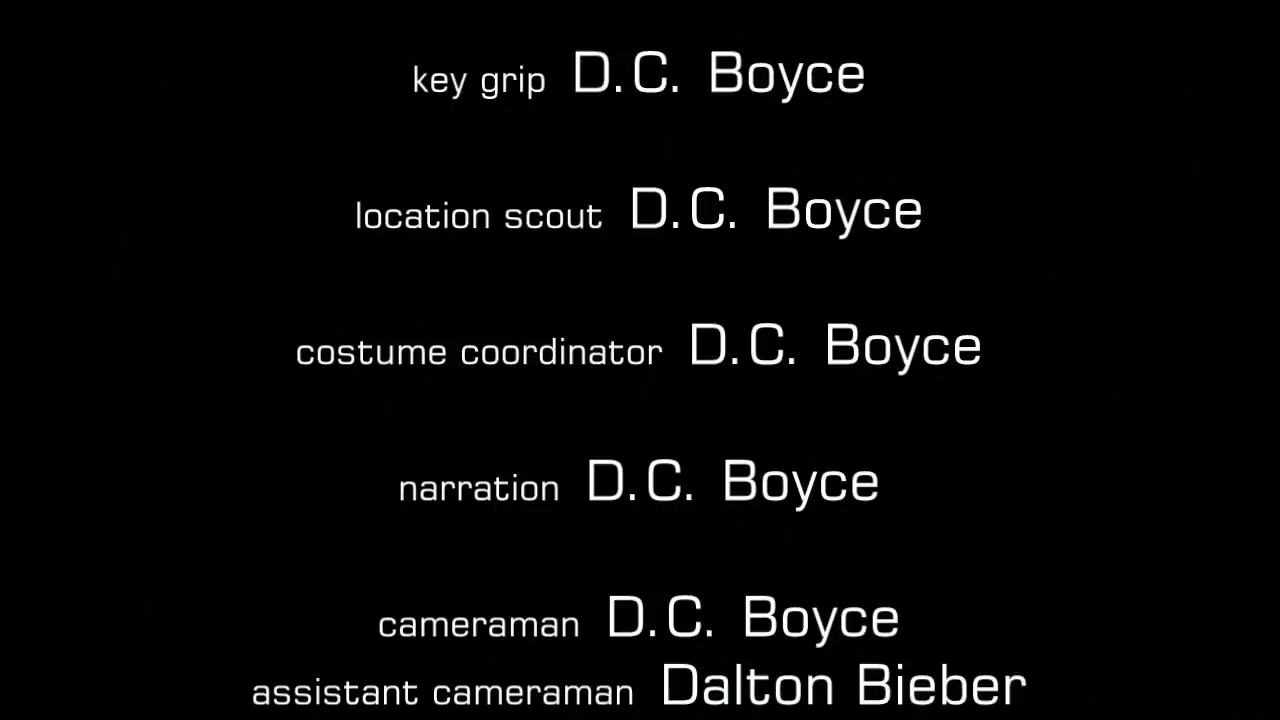 key grip D.C. Boyce
location scout D.C. Boyce
costume coordinator D.C. Boyce
narration D.C. Boyce
cameraman D.C. Boyce
assistant cameraman Dalton Bieber